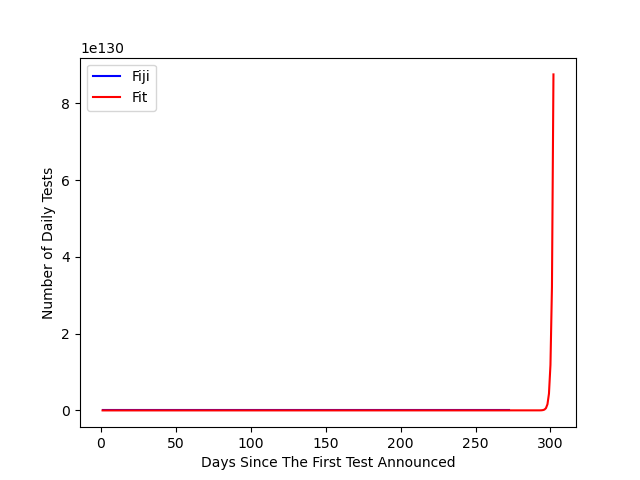 1e130
Fiji
Fit
8
6
4
2
0
Number of Daily Tests
0 50 100 150 200 250 300
Days Since The First Test Announced